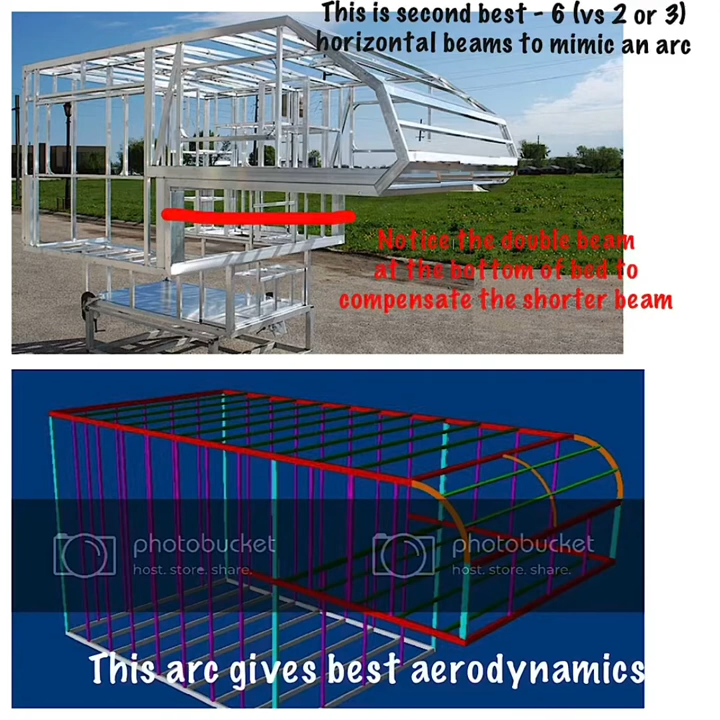 This is second best - 6 (vs 2 or 3)
horizontal beams to mimic an arc
Notice the double beam
at the bottom of bed to
compensate the shorter beam
photobucket
host. store. share.
photobucket
host. store. share.
This arc gives best aerodynamics